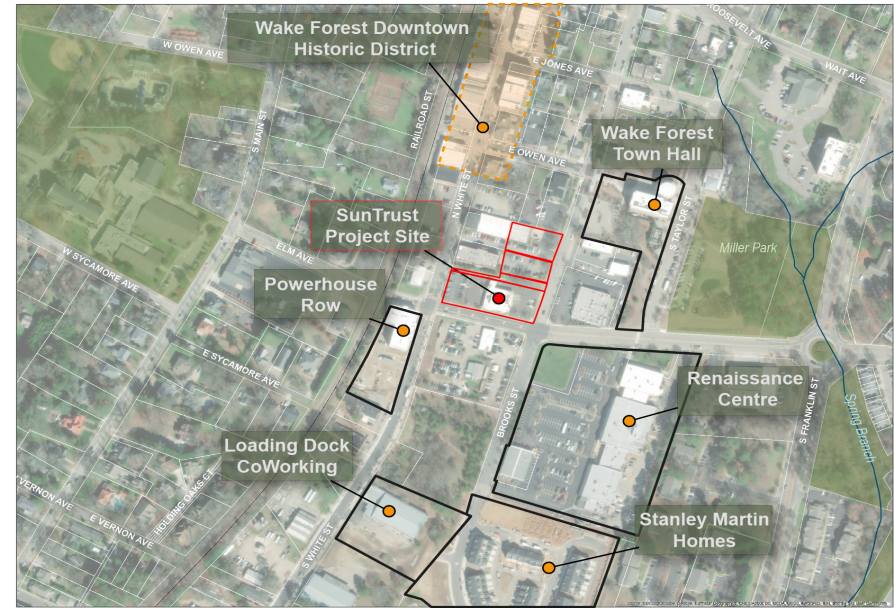 ROOSEVELT AVE
Wake Forest Downtown
Historic District
W OWEN AVE
E JONES AVE
WAIT AVE
S MAIN ST
RAILROAD ST
Wake Forest
Town Hall
E OWEN AVE
N WHITE ST
SunTrust
Project Site
S TAYLOR ST
Miller Park
ELM AVE
W SYCAMORE AVE
Powerhouse
Row
E SYCAMORE AVE
Renaissance
Centre
BROOKS ST
S FRANKLIN ST
Spring Branch
Loading Dock
CoWorking
HOLDING OAKS CT
VERNON AVE
E VERNON AVE
S WHITE ST
Stanley Martin
Homes